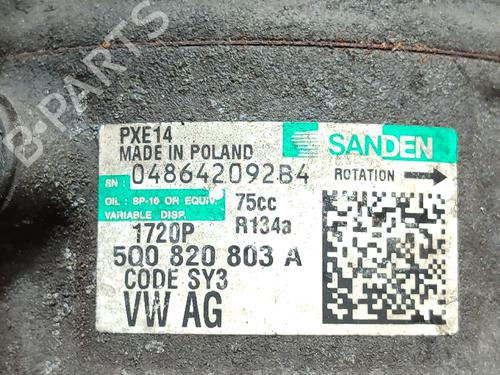 PXE14
MADE IN POLAND
SANDEN
SN : 048642092B4
ROTATION
OIL : SP-10 OR EQUIV.
VARIABLE DISP.
75cc
R134a
1720P
5Q0 820 803 A
CODE SY3
VW AG
B-Parts
B-Parts